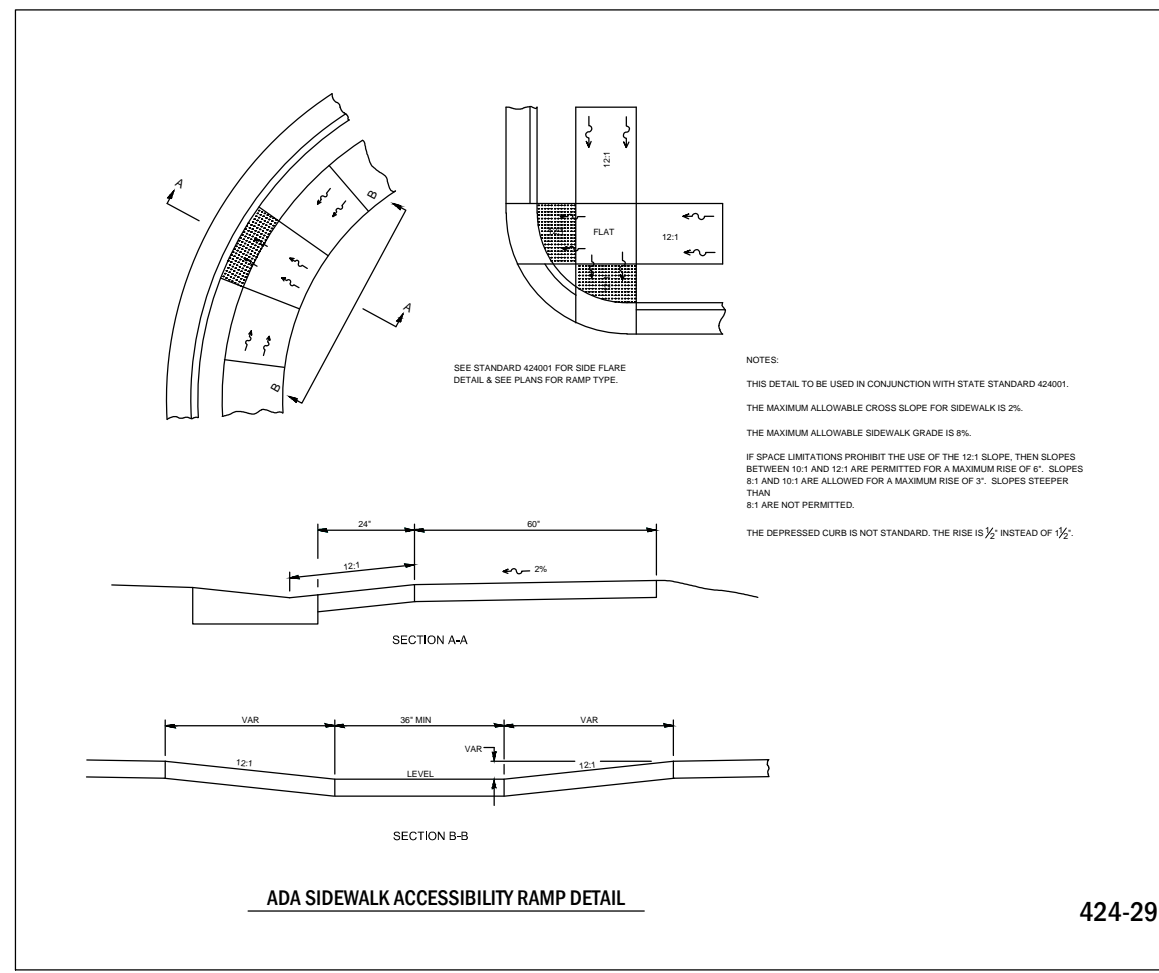 A
B
A
B
12:1
FLAT
12:1
SEE STANDARD 424001 FOR SIDE FLARE
DETAIL & SEE PLANS FOR RAMP TYPE.
NOTES:
THIS DETAIL TO BE USED IN CONJUNCTION WITH STATE STANDARD 424001.
THE MAXIMUM ALLOWABLE CROSS SLOPE FOR SIDEWALK IS 2%.
THE MAXIMUM ALLOWABLE SIDEWALK GRADE IS 8%.
IF SPACE LIMITATIONS PROHIBIT THE USE OF THE 12:1 SLOPE, THEN SLOPES
BETWEEN 10:1 AND 12:1 ARE PERMITTED FOR A MAXIMUM RISE OF 6". SLOPES
8:1 AND 10:1 ARE ALLOWED FOR A MAXIMUM RISE OF 3". SLOPES STEEPER
THAN
8:1 ARE NOT PERMITTED.
THE DEPRESSED CURB IS NOT STANDARD. THE RISE IS ½" INSTEAD OF 1½".
24"
60"
12:1
2%
SECTION A-A
VAR
36" MIN
VAR
VAR
12:1
LEVEL
12:1
SECTION B-B
ADA SIDEWALK ACCESSIBILITY RAMP DETAIL
424-29